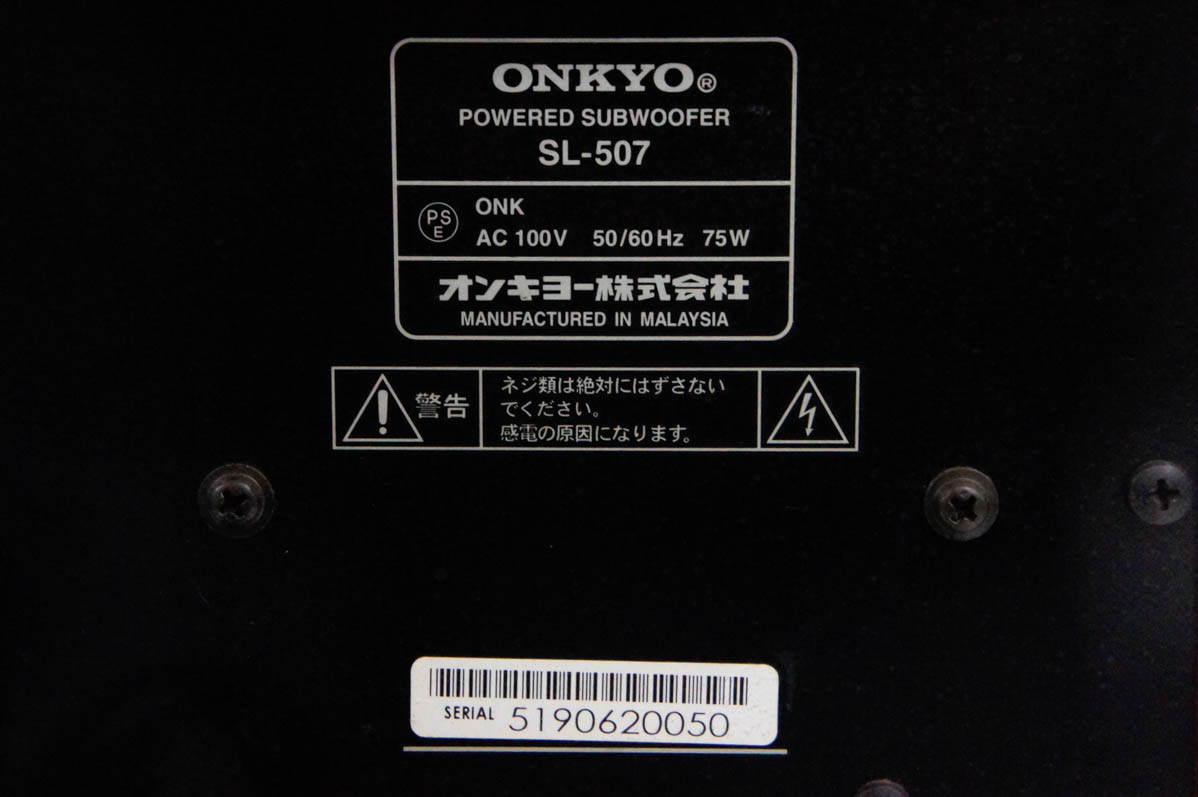 ONKYO®
POWERED SUBWOOFER
SL-507
PS
E
ONK
AC 100V 50/60Hz 75W
オンキヨー株式会社
MANUFACTURED IN MALAYSIA
警告
ネジ類は絶対にはずさない
でください。
感電の原因になります。
SERIAL 5190620050